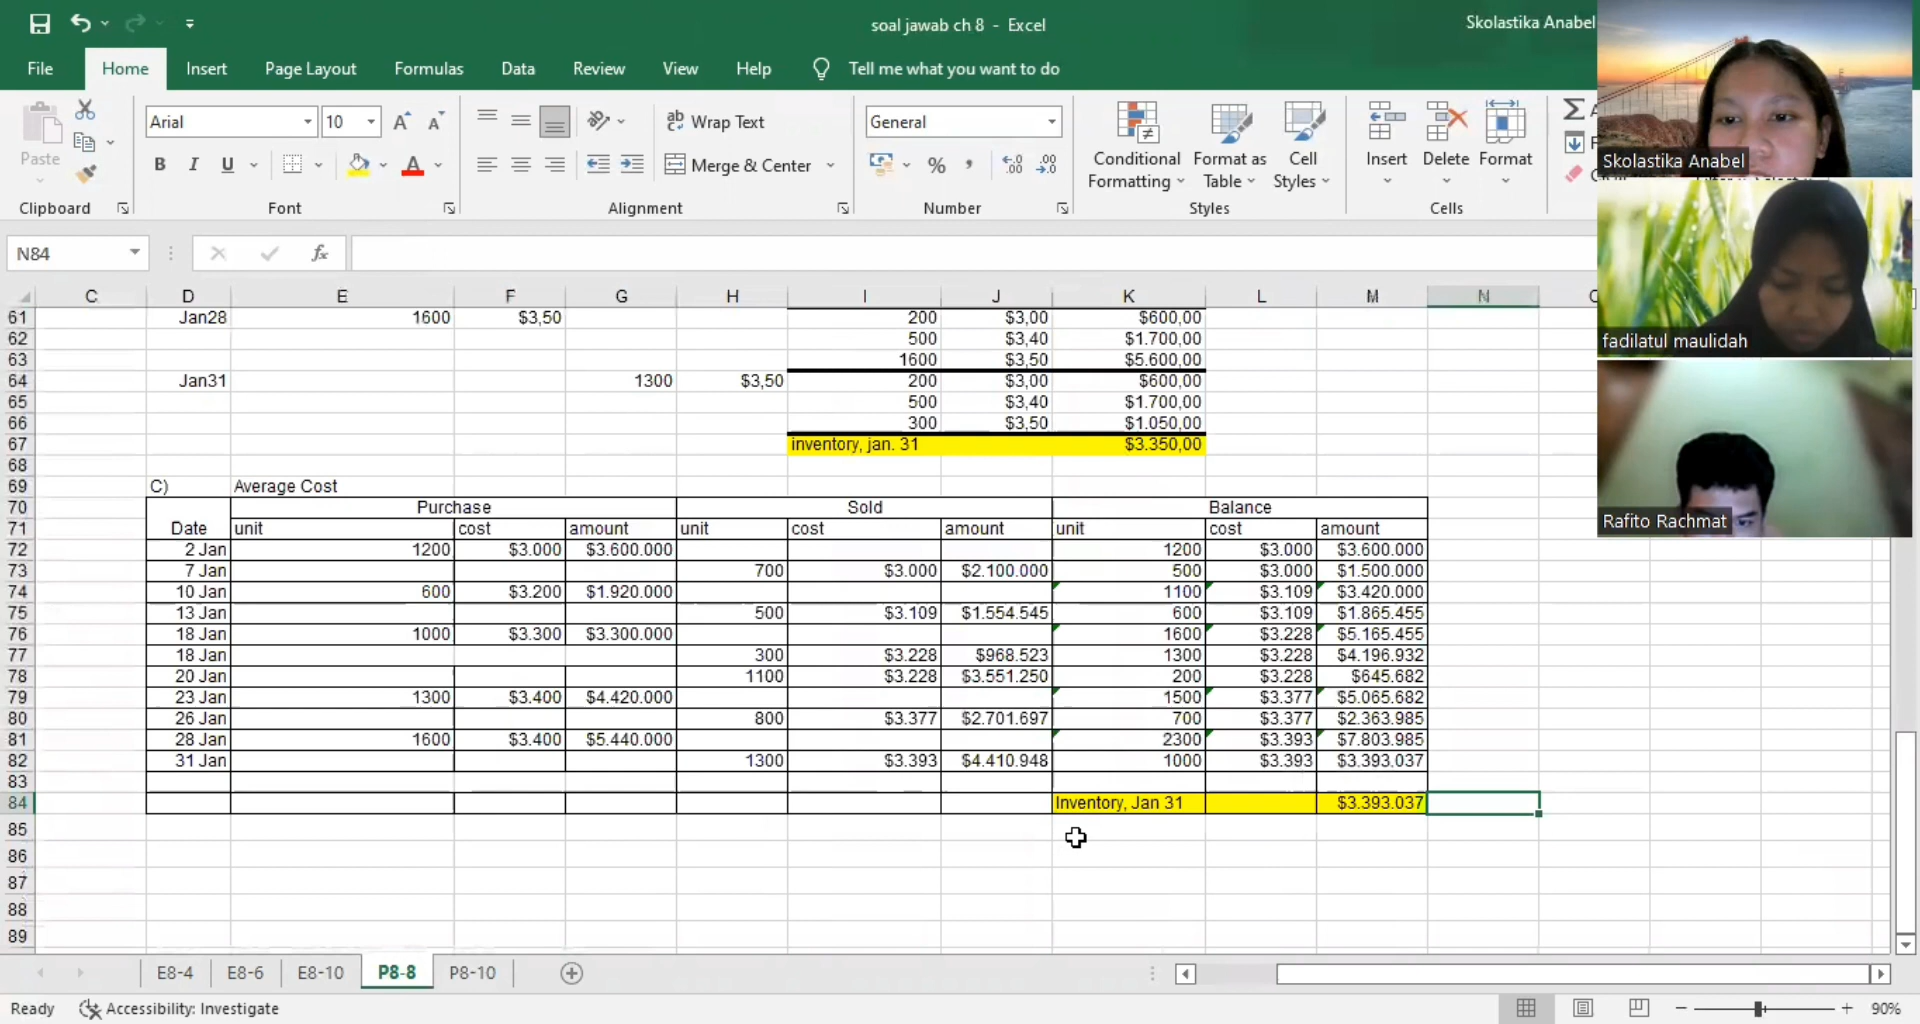 soal jawab ch 8 - Excel
Skolastika Anabel
File Home Insert Page Layout Formulas Data Review View Help Tell me what you want to do
Paste
Arial 10
B I U
ab Wrap Text
Merge & Center
General
Conditional Formatting
Format as Table
Cell Styles
Insert Delete Format
Clipboard Font Alignment Number Styles Cells
Skolastika Anabel
fadilatul maulidah
Rafito Rachmat
N84 fx
C D E F G H I J K L M N
61 Jan28 1600 $3,50 200 $3,00 $600,00
62 500 $3,40 $1.700,00
63 1600 $3,50 $5.600,00
64 Jan31 1300 $3,50 200 $3,00 $600,00
65 500 $3,40 $1.700,00
66 300 $3,50 $1.050,00
67 inventory, jan. 31 $3.350,00
68
69 C) Average Cost
70 Purchase Sold Balance
71 Date unit cost amount unit cost amount unit cost amount
72 2 Jan 1200 $3.000 $3.600.000 1200 $3.000 $3.600.000
73 7 Jan 700 $3.000 $2.100.000 500 $3.000 $1.500.000
74 10 Jan 600 $3.200 $1.920.000 1100 $3.109 $3.420.000
75 13 Jan 500 $3.109 $1.554.545 600 $3.109 $1.865.455
76 18 Jan 1000 $3.300 $3.300.000 1600 $3.228 $5.165.455
77 18 Jan 300 $3.228 $968.523 1300 $3.228 $4.196.932
78 20 Jan 1100 $3.228 $3.551.250 200 $3.228 $645.682
79 23 Jan 1300 $3.400 $4.420.000 1500 $3.377 $5.065.682
80 26 Jan 800 $3.377 $2.701.697 700 $3.377 $2.363.985
81 28 Jan 1600 $3.400 $5.440.000 2300 $3.393 $7.803.985
82 31 Jan 1300 $3.393 $4.410.948 1000 $3.393 $3.393.037
83
84 Inventory, Jan 31 $3.393.037
85
86
87
88
89
E8-4 E8-6 E8-10 P8-8 P8-10
Ready Accessibility: Investigate 90%